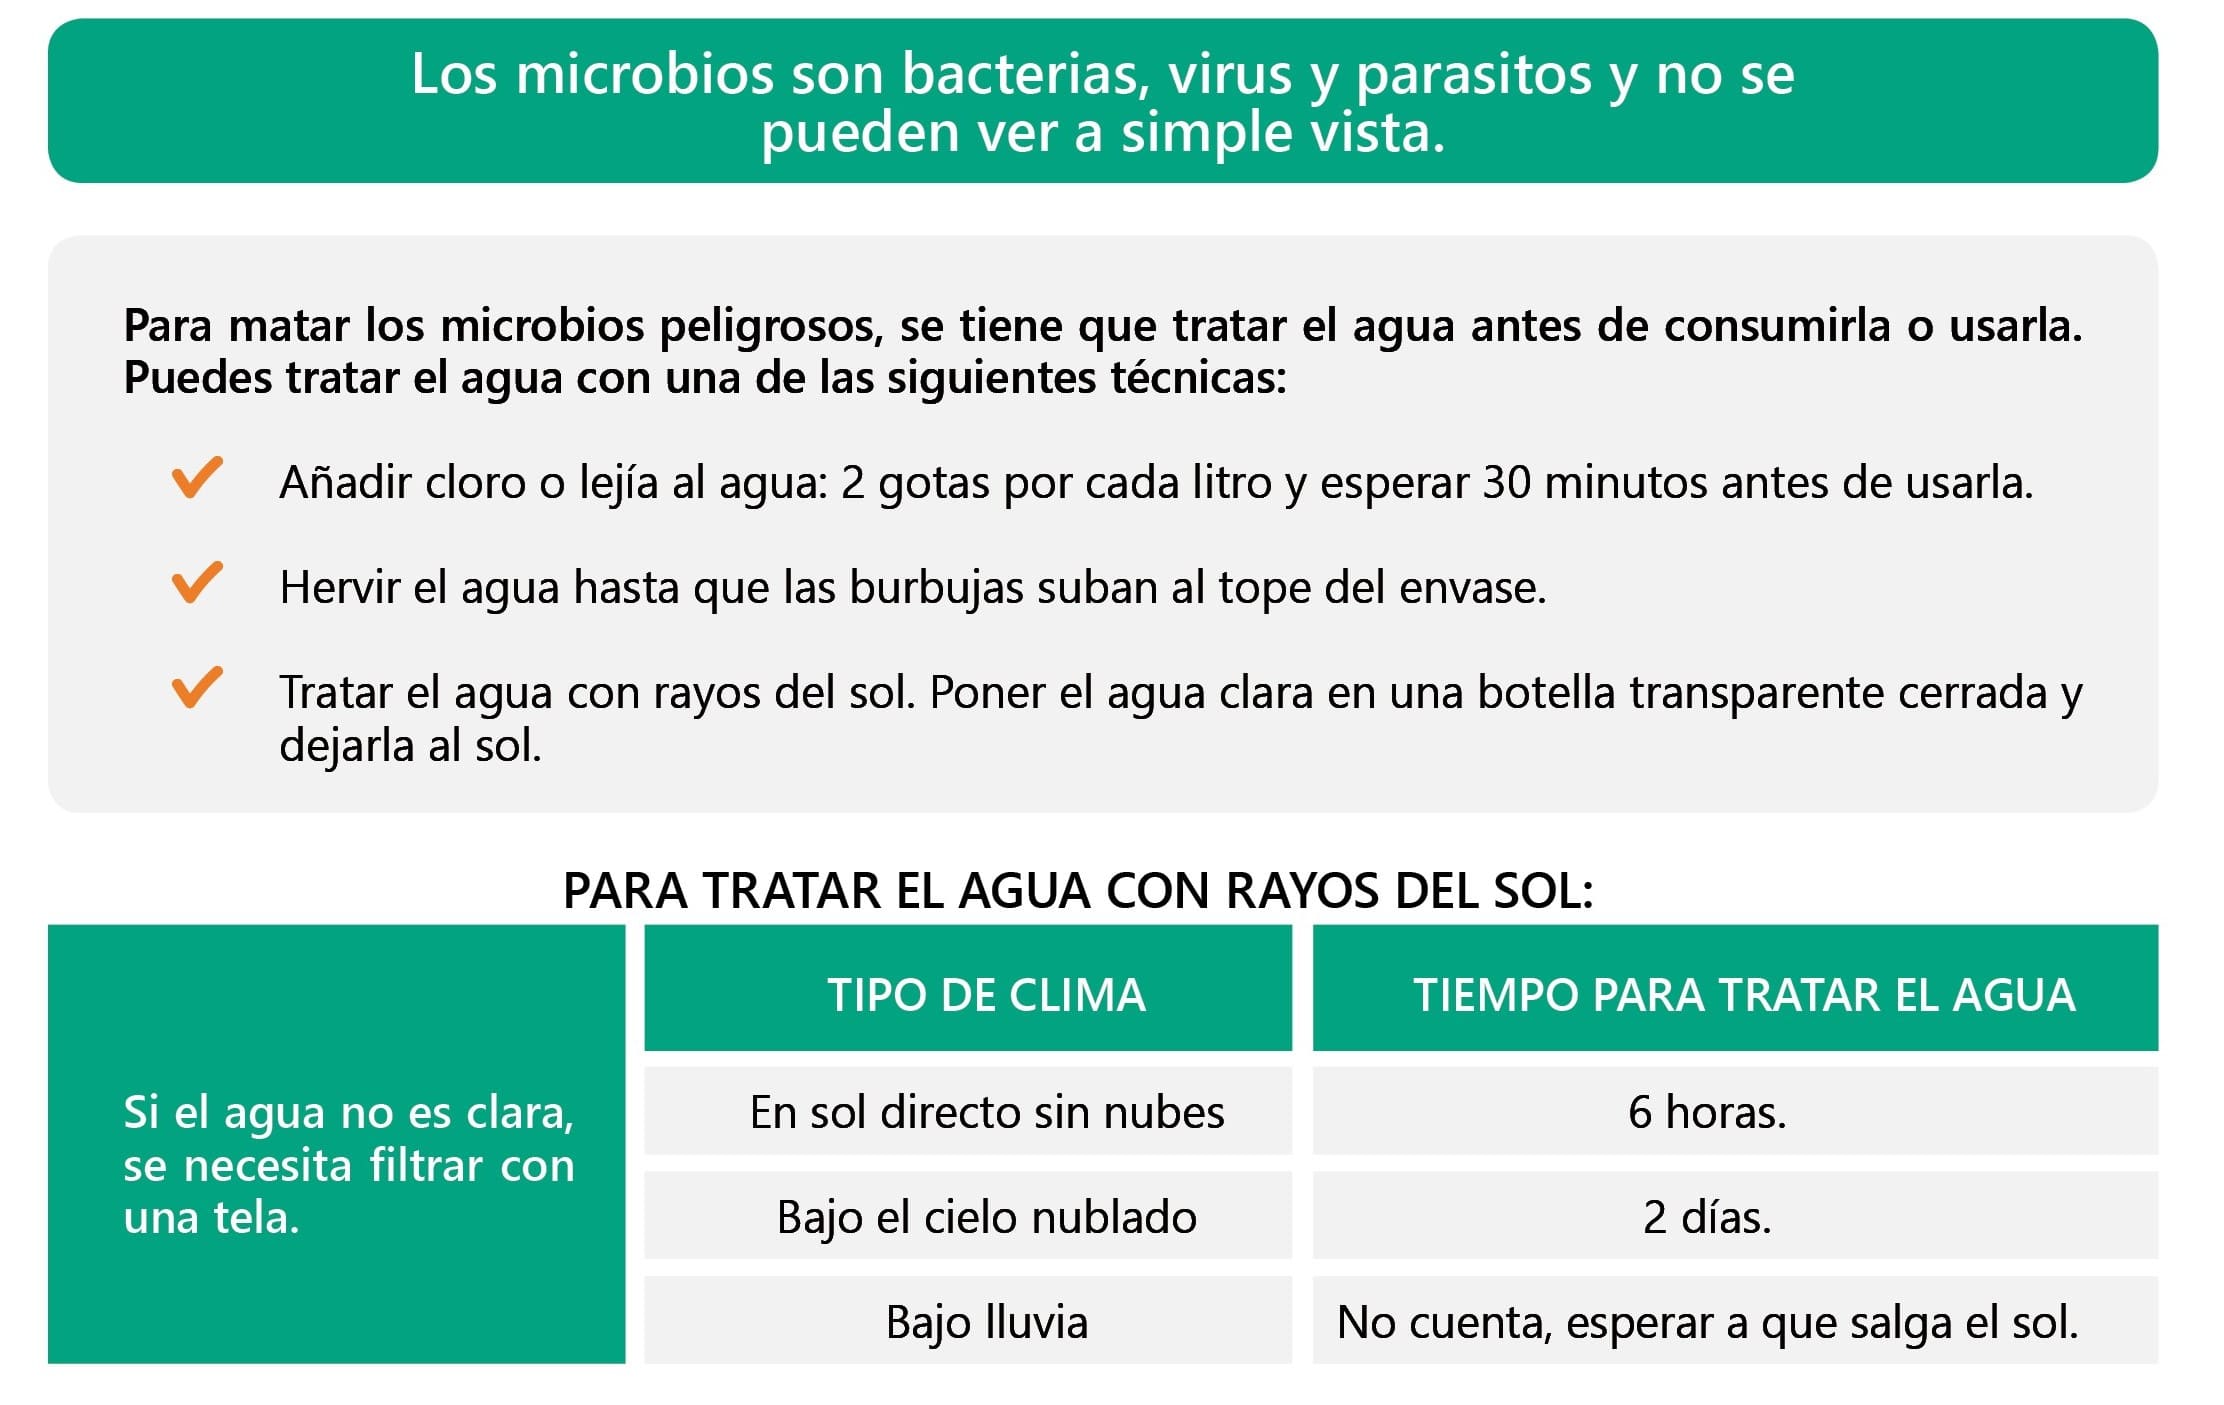 Los microbios son bacterias, virus y parasitos y no se
pueden ver a simple vista.
Para matar los microbios peligrosos, se tiene que tratar el agua antes de consumirla o usarla.
Puedes tratar el agua con una de las siguientes técnicas:
Añadir cloro o lejía al agua: 2 gotas por cada litro y esperar 30 minutos antes de usarla.
Hervir el agua hasta que las burbujas suban al tope del envase.
Tratar el agua con rayos del sol. Poner el agua clara en una botella transparente cerrada y
dejarla al sol.
PARA TRATAR EL AGUA CON RAYOS DEL SOL:
Si el agua no es clara,
se necesita filtrar con
una tela.
TIPO DE CLIMA
TIEMPO PARA TRATAR EL AGUA
En sol directo sin nubes
6 horas.
Bajo el cielo nublado
2 días.
Bajo lluvia
No cuenta, esperar a que salga el sol.